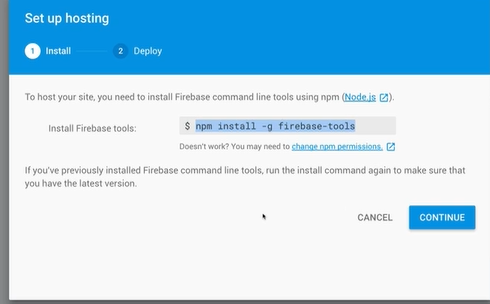 Set up hosting
1 Install 2 Deploy
To host your site, you need to install Firebase command line tools using npm (Node.js).
Install Firebase tools: $ npm install -g firebase-tools
Doesn't work? You may need to change npm permissions.
If you've previously installed Firebase command line tools, run the install command again to make sure that
you have the latest version.
CANCEL CONTINUE